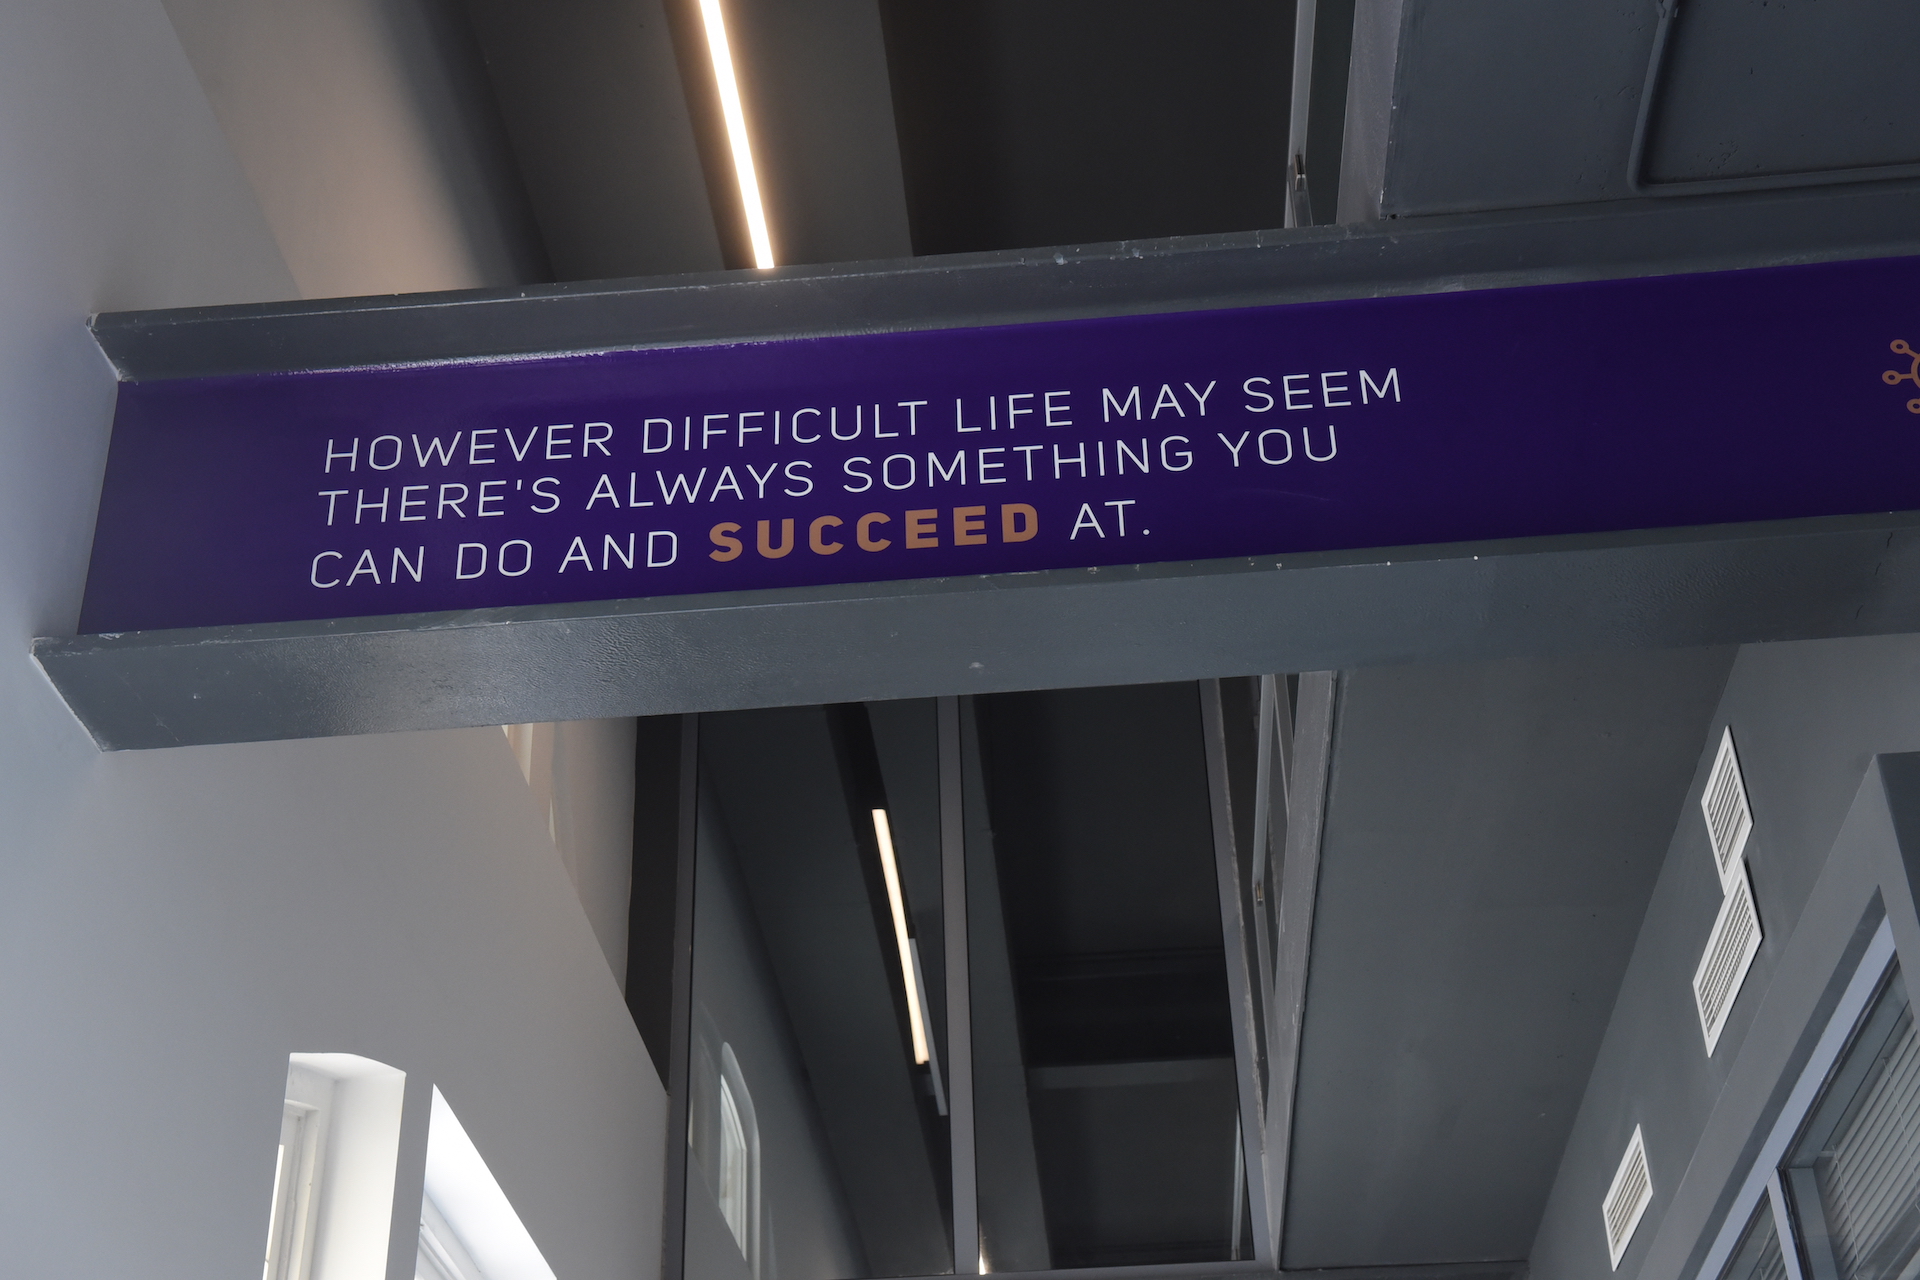 HOWEVER DIFFICULT LIFE MAY SEEM
THERE'S ALWAYS SOMETHING YOU
CAN DO AND SUCCEED AT.